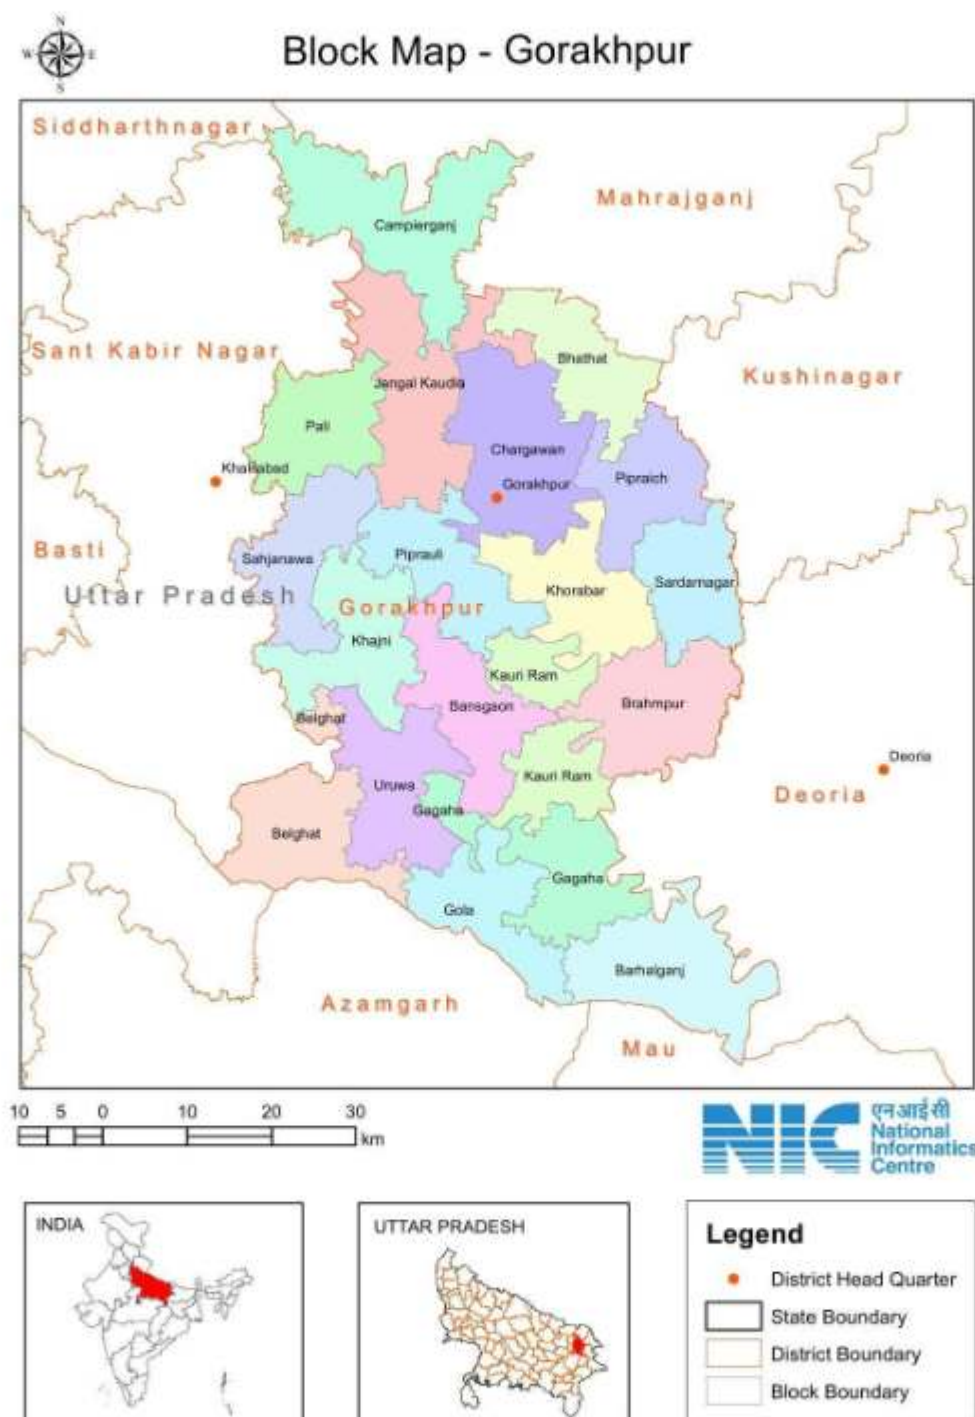 N
W
E
S
Block Map - Gorakhpur
Siddharthnagar
Mahrajganj
Campierganj
Sant Kabir Nagar
Bhathat
Kushinagar
Jangal Kaudia
Pali
Chargawan
Khalilabad
Gorakhpur
Pipraich
Basti
Sahjanawa
Piprauli
Khorabar
Sardarnagar
Uttar Pradesh
Gorakhpur
Khajni
Kauri Ram
Bansgaon
Brahmpur
Belghat
Deoria
Uruwa
Kauri Ram
Deoria
Gagaha
Belghat
Gagaha
Gola
Barhalganj
Azamgarh
Mau
10 5 0 10 20 30
km
NIC
एन आई सी
National
Informatics
Centre
INDIA
UTTAR PRADESH
Legend
District Head Quarter
State Boundary
District Boundary
Block Boundary